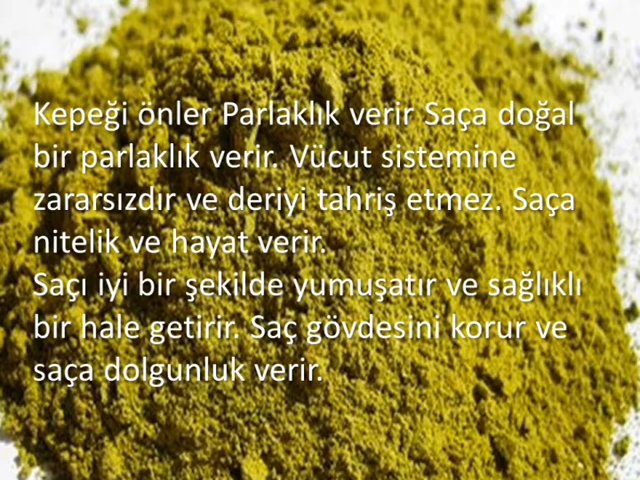 Kepeği önler Parlaklık verir Saça doğal
bir parlaklık verir. Vücut sistemine
zararsızdır ve deriyi tahriş etmez. Saça
nitelik ve hayat verir.
Saçı iyi bir şekilde yumuşatır ve sağlıklı
bir hale getirir. Saç gövdesini korur ve
saça dolgunluk verir.